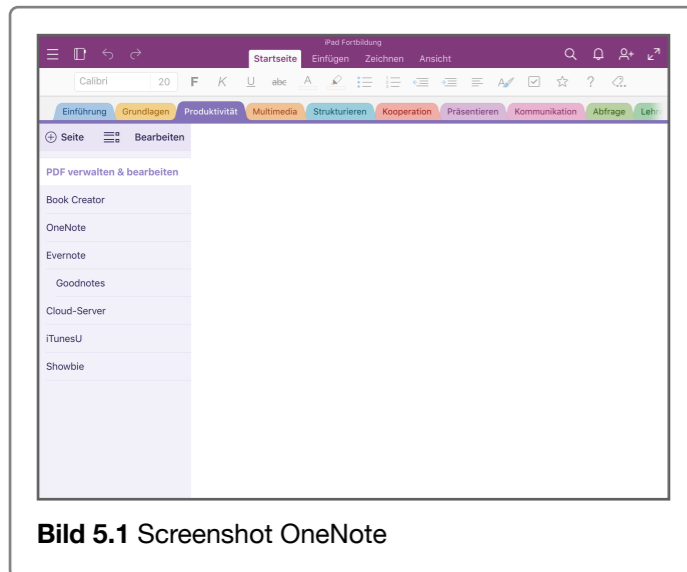 iPad Fortbildung
Startseite Einfügen Zeichnen Ansicht
Calibri 20 F K U abc A
Einführung Grundlagen Produktivität Multimedia Strukturieren Kooperation Präsentieren Kommunikation Abfrage Lehr
Seite Bearbeiten
PDF verwalten & bearbeiten
Book Creator
OneNote
Evernote
Goodnotes
Cloud-Server
iTunesU
Showbie
Bild 5.1 Screenshot OneNote